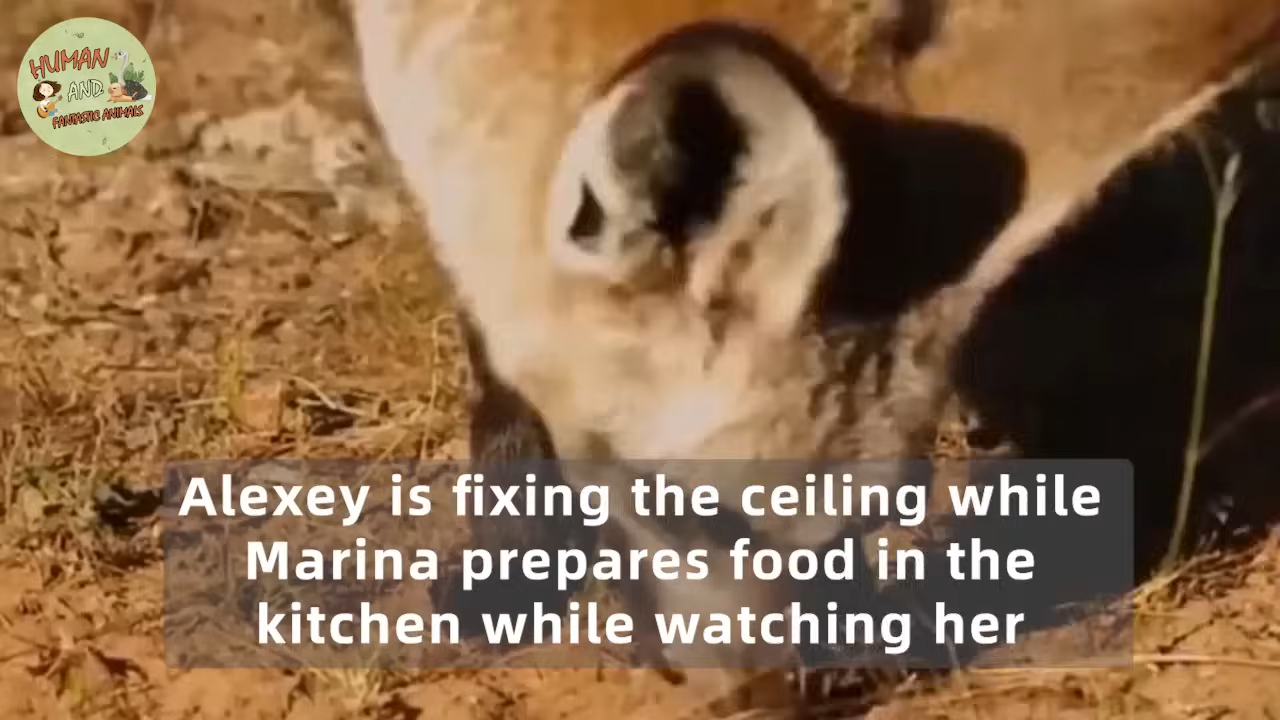 HUMAN
AND
FANTASTIC ANIMALS
Alexey is fixing the ceiling while
Marina prepares food in the
kitchen while watching her